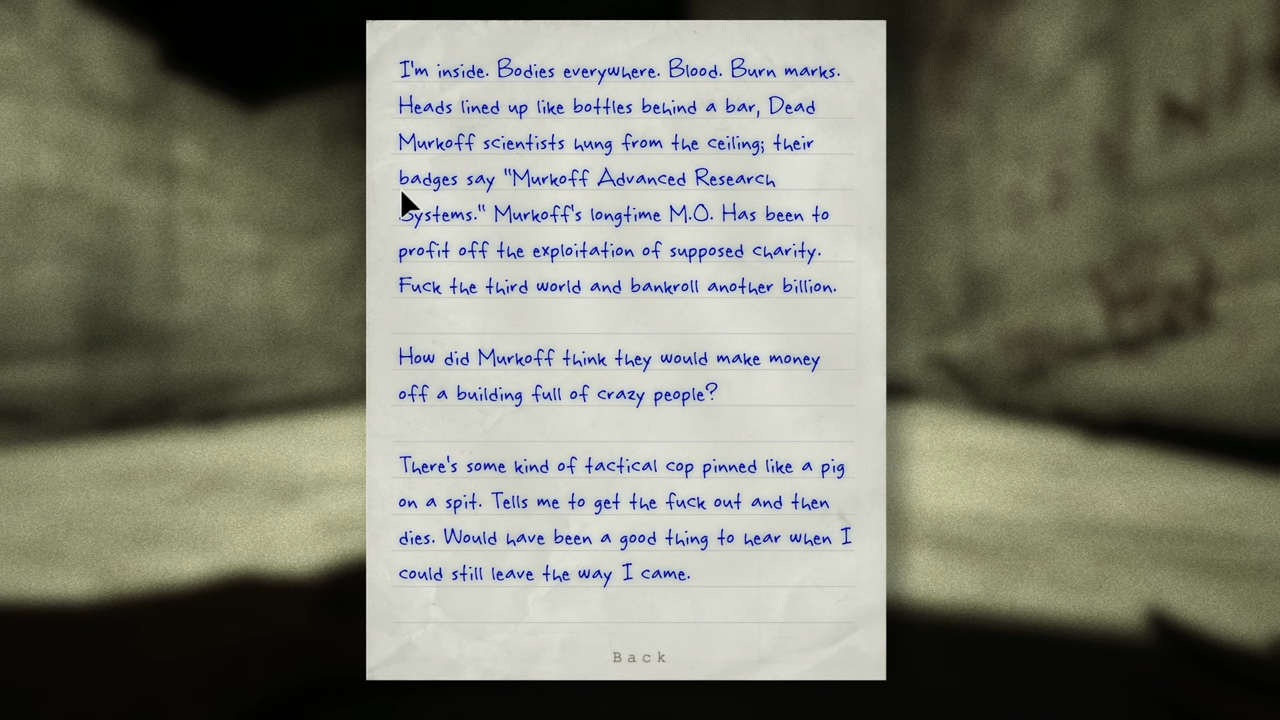 I'm inside. Bodies everywhere. Blood. Burn marks.
Heads lined up like bottles behind a bar, Dead
Murkoff scientists hung from the ceiling; their
badges say "Murkoff Advanced Research
Systems." Murkoff's longtime M.O. Has been to
profit off the exploitation of supposed charity.
Fuck the third world and bankroll another billion.
How did Murkoff think they would make money
off a building full of crazy people?
There's some kind of tactical cop pinned like a pig
on a spit. Tells me to get the fuck out and then
dies. Would have been a good thing to hear when I
could still leave the way I came.
Back